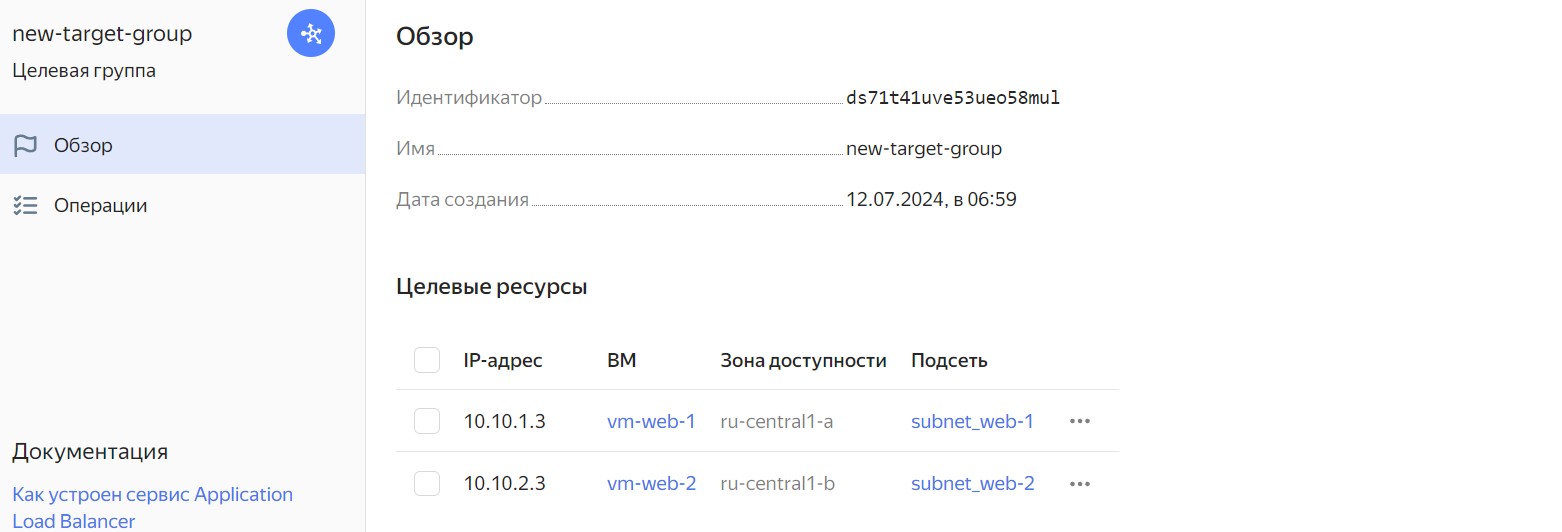 new-target-group
Целевая группа
Обзор
Операции
Документация
Как устроен сервис Application
Load Balancer
Обзор
Идентификатор ds71t41uve53ueo58mul
Имя new-target-group
Дата создания 12.07.2024, в 06:59
Целевые ресурсы
IP-адрес ВМ Зона доступности Подсеть
10.10.1.3 vm-web-1 ru-central1-a subnet_web-1
10.10.2.3 vm-web-2 ru-central1-b subnet_web-2